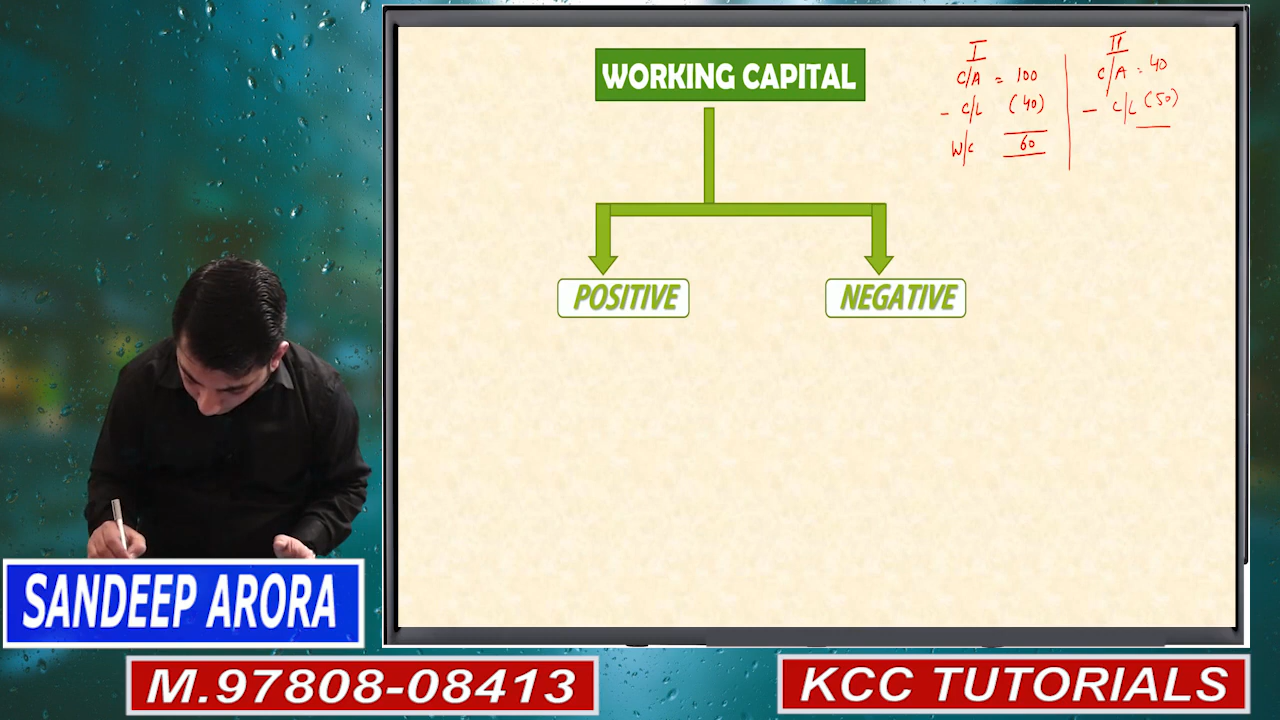 WORKING CAPITAL
I
C/A = 100
- C/L (40)
W/C 60
II
C/A = 40
- C/L (50)
POSITIVE
NEGATIVE
SANDEEP ARORA
M.97808-08413
KCC TUTORIALS